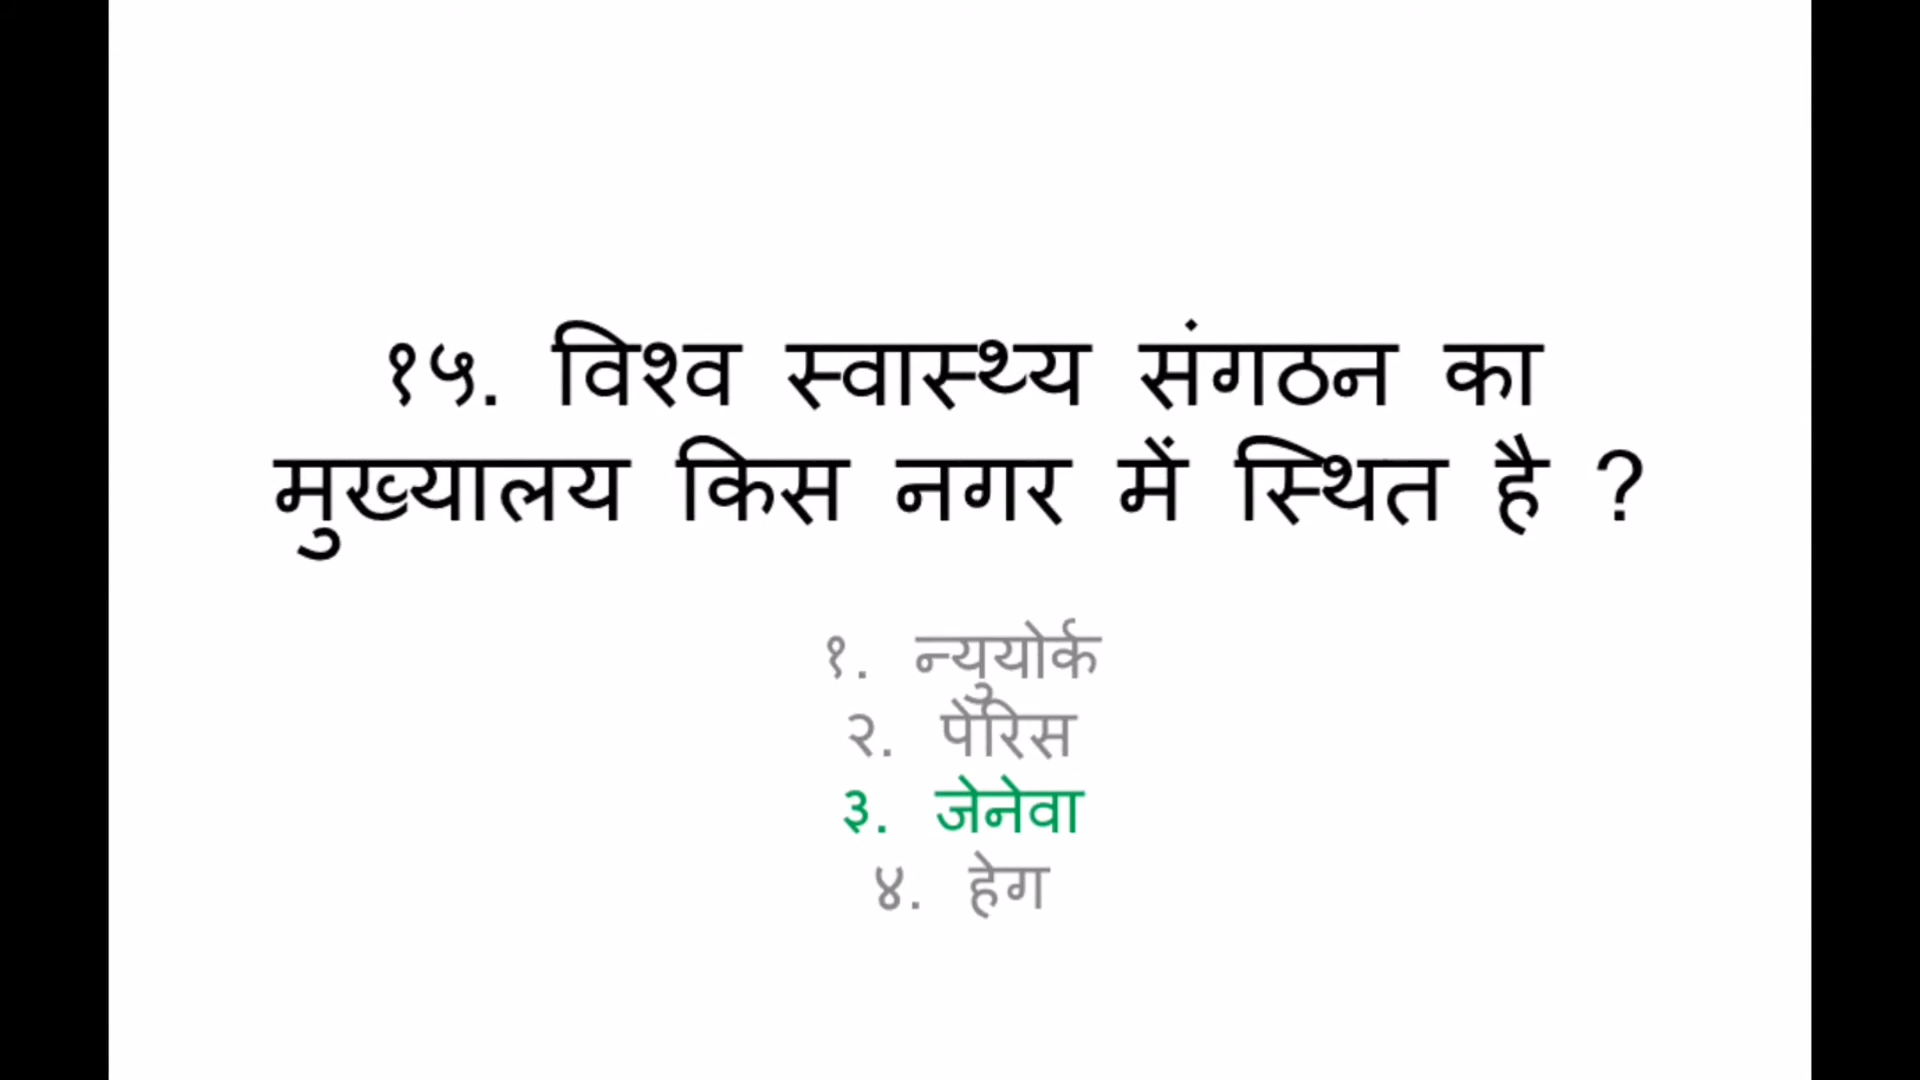 १५. विश्व स्वास्थ्य संगठन का
मुख्यालय किस नगर में स्थित है ?
१. न्युयोर्क
२. पेरिस
३. जेनेवा
४. हेग